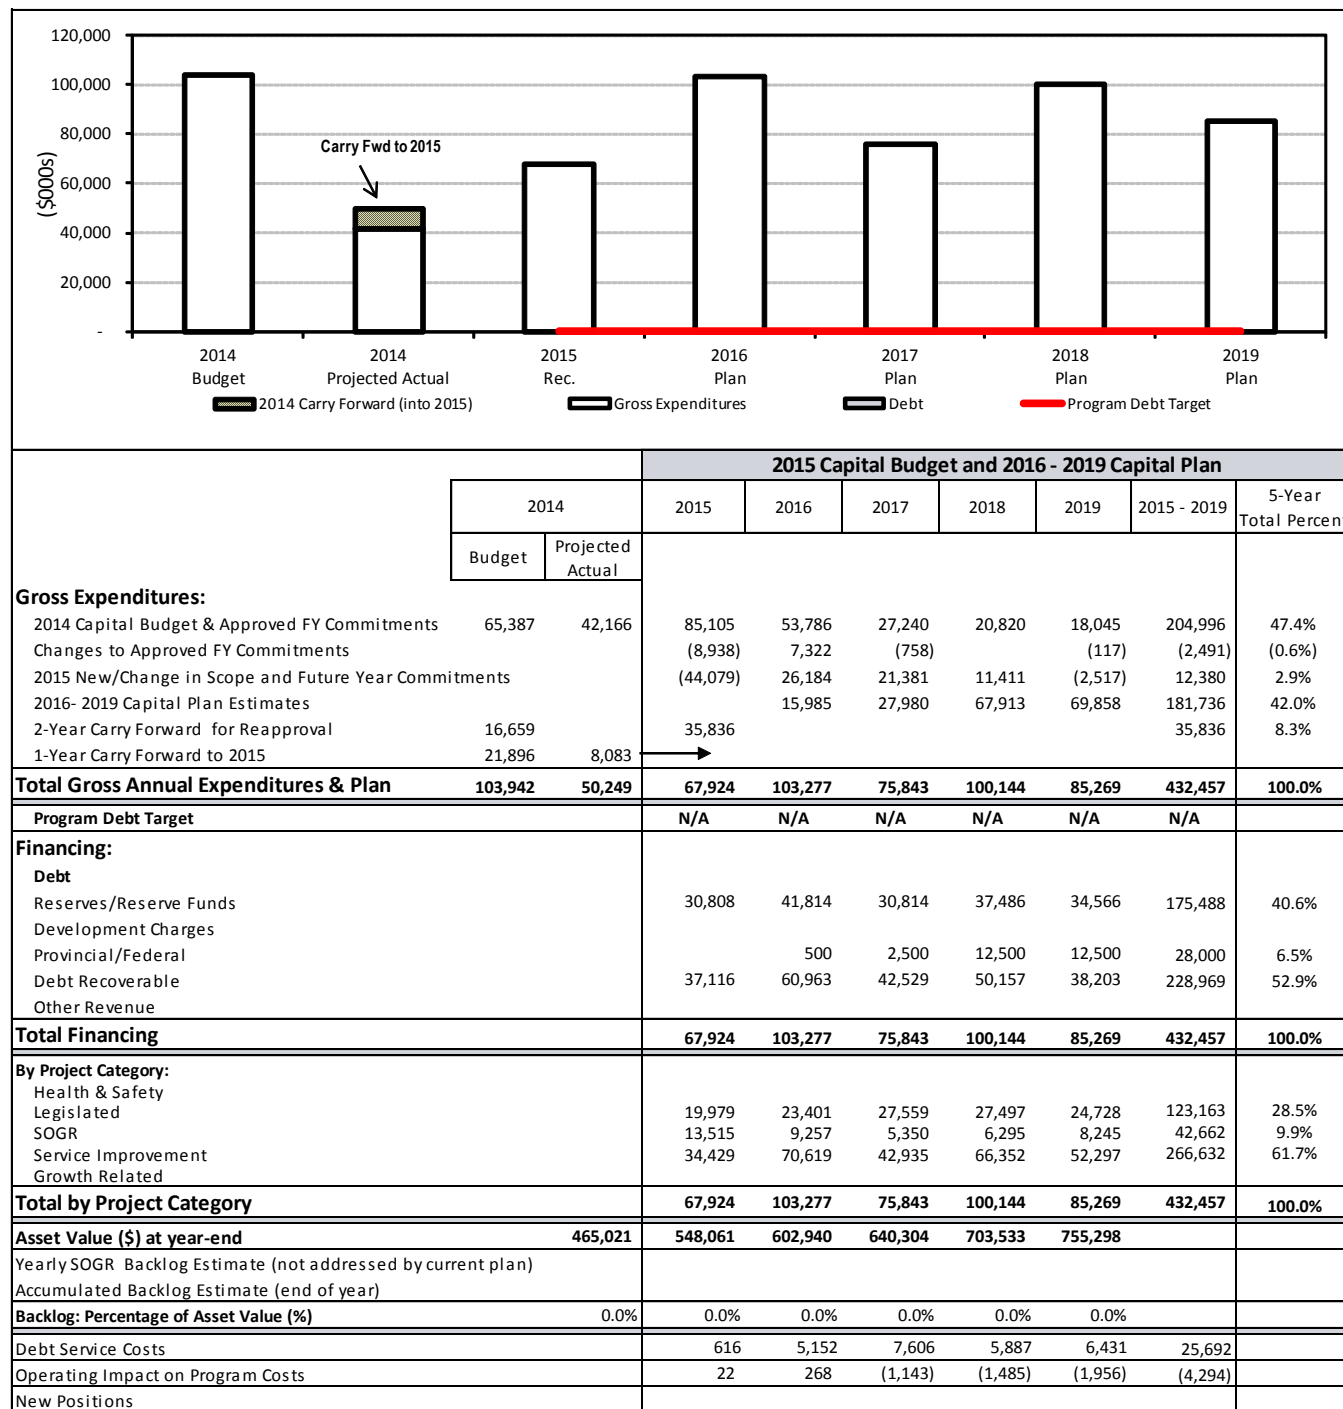 120,000
100,000
80,000
60,000
40,000
20,000
-
($000s)
Carry Fwd to 2015
2014 Budget
2014 Projected Actual
2015 Rec.
2016 Plan
2017 Plan
2018 Plan
2019 Plan
2014 Carry Forward (into 2015) Gross Expenditures Debt Program Debt Target
2015 Capital Budget and 2016 - 2019 Capital Plan
2014 2015 2016 2017 2018 2019 2015 - 2019 5-Year Total Percent
Budget Projected Actual
Gross Expenditures:
2014 Capital Budget & Approved FY Commitments 65,387 42,166 85,105 53,786 27,240 20,820 18,045 204,996 47.4%
Changes to Approved FY Commitments (8,938) 7,322 (758) (117) (2,491) (0.6%)
2015 New/Change in Scope and Future Year Commitments (44,079) 26,184 21,381 11,411 (2,517) 12,380 2.9%
2016- 2019 Capital Plan Estimates 15,985 27,980 67,913 69,858 181,736 42.0%
2-Year Carry Forward for Reapproval 16,659 35,836 35,836 8.3%
1-Year Carry Forward to 2015 21,896 8,083
Total Gross Annual Expenditures & Plan 103,942 50,249 67,924 103,277 75,843 100,144 85,269 432,457 100.0%
Program Debt Target N/A N/A N/A N/A N/A N/A
Financing:
Debt
Reserves/Reserve Funds 30,808 41,814 30,814 37,486 34,566 175,488 40.6%
Development Charges
Provincial/Federal 500 2,500 12,500 12,500 28,000 6.5%
Debt Recoverable 37,116 60,963 42,529 50,157 38,203 228,969 52.9%
Other Revenue
Total Financing 67,924 103,277 75,843 100,144 85,269 432,457 100.0%
By Project Category:
Health & Safety
Legislated 19,979 23,401 27,559 27,497 24,728 123,163 28.5%
SOGR 13,515 9,257 5,350 6,295 8,245 42,662 9.9%
Service Improvement 34,429 70,619 42,935 66,352 52,297 266,632 61.7%
Growth Related
Total by Project Category 67,924 103,277 75,843 100,144 85,269 432,457 100.0%
Asset Value ($) at year-end 465,021 548,061 602,940 640,304 703,533 755,298
Yearly SOGR Backlog Estimate (not addressed by current plan)
Accumulated Backlog Estimate (end of year)
Backlog: Percentage of Asset Value (%) 0.0% 0.0% 0.0% 0.0% 0.0% 0.0%
Debt Service Costs 616 5,152 7,606 5,887 6,431 25,692
Operating Impact on Program Costs 22 268 (1,143) (1,485) (1,956) (4,294)
New Positions